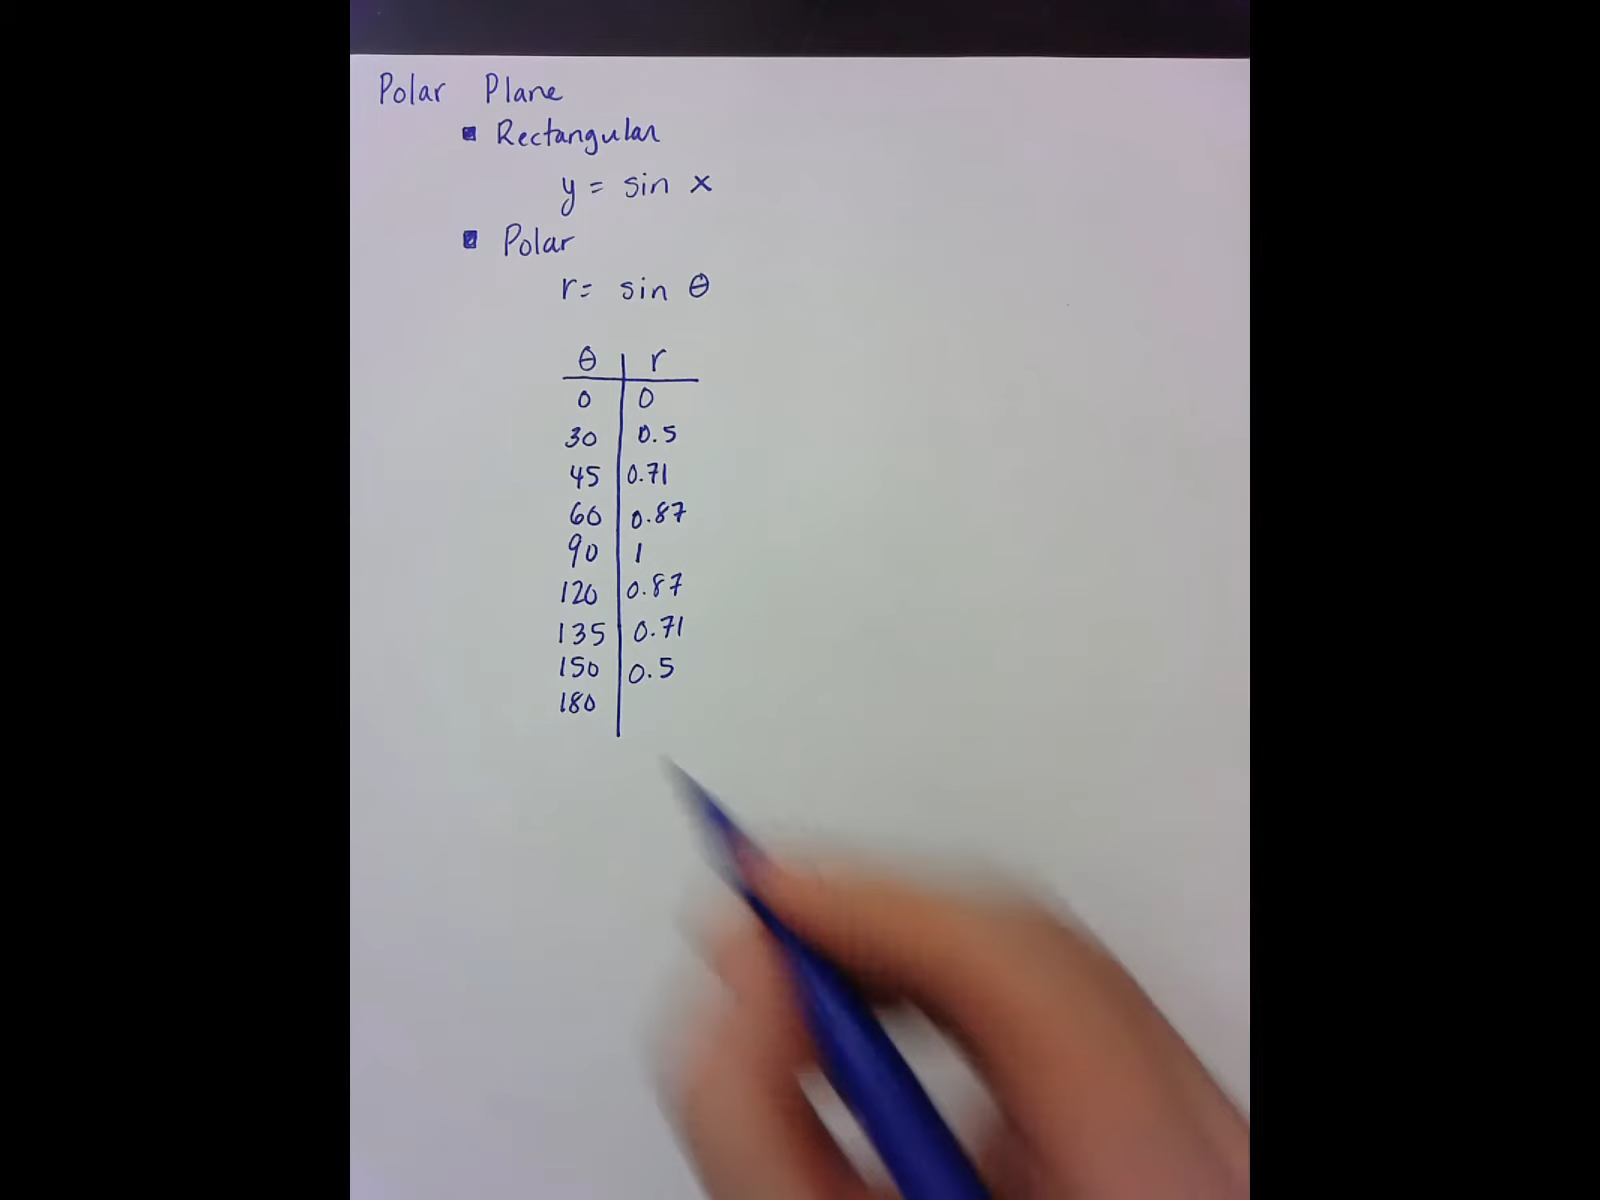 Polar Plane
Rectangular
y = sin x
Polar
r = sin θ
θ r
0 0
30 0.5
45 0.71
60 0.87
90 1
120 0.87
135 0.71
150 0.5
180